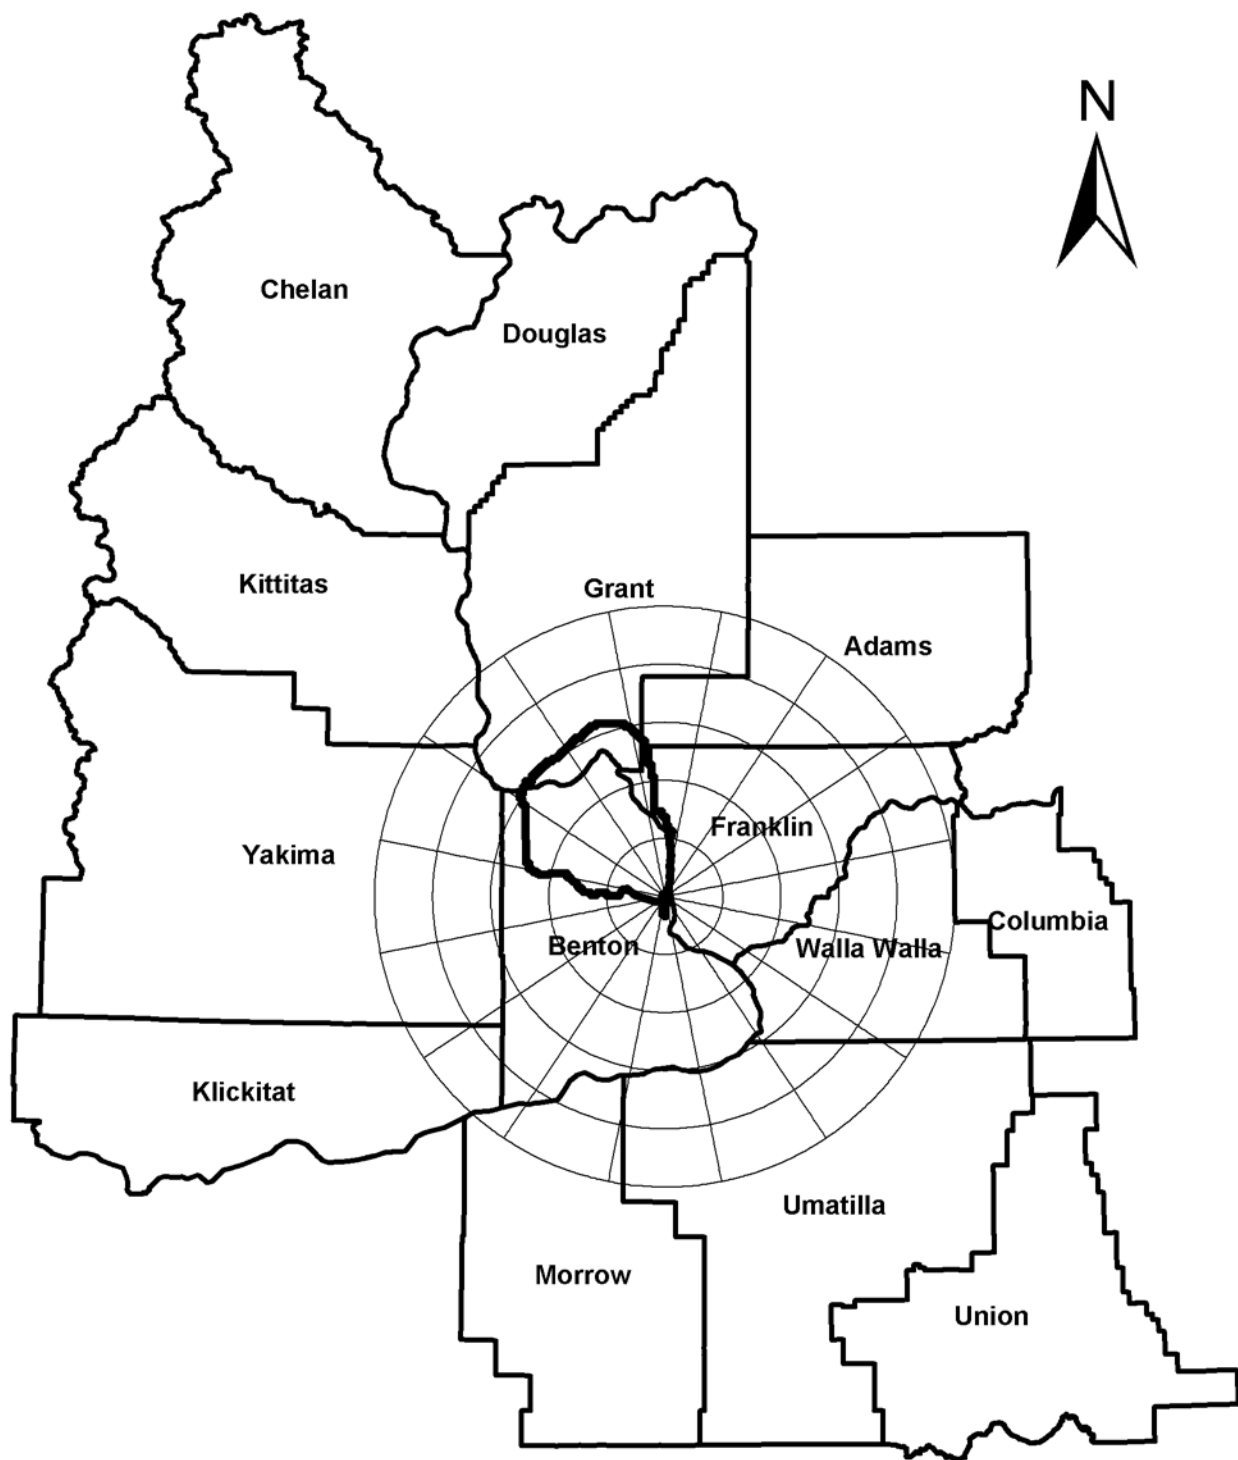 N
Chelan
Douglas
Kittitas
Grant
Adams
Franklin
Yakima
Columbia
Benton
Walla Walla
Klickitat
Umatilla
Morrow
Union